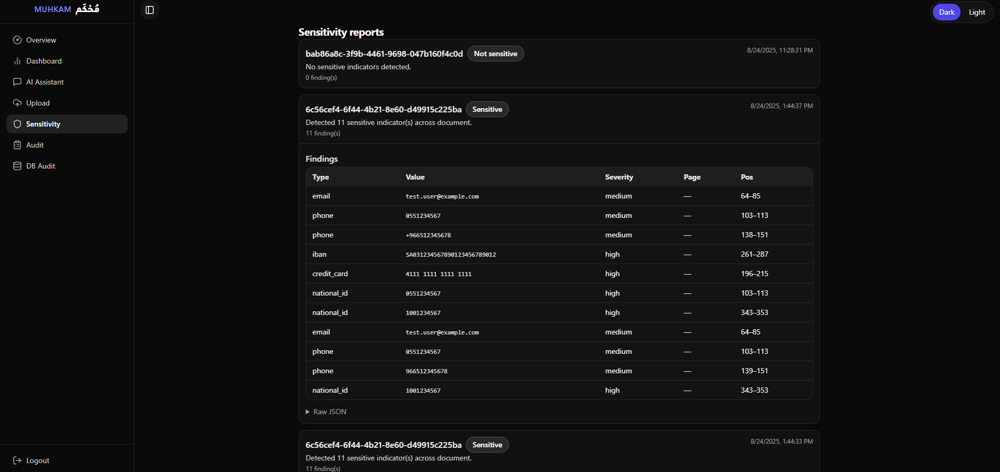 MUHKAM مُحْكَم
Overview
Dashboard
AI Assistant
Upload
Sensitivity
Audit
DB Audit
Logout
Dark Light
Sensitivity reports
bab86a8c-3f9b-4461-9698-047b160f4c0d Not sensitive 8/24/2025, 11:28:31 PM
No sensitive indicators detected.
0 finding(s)
6c56cef4-6f44-4b21-8e60-d49915c225ba Sensitive 8/24/2025, 1:44:37 PM
Detected 11 sensitive indicator(s) across document.
11 finding(s)
Findings
Type Value Severity Page Pos
email test.user@example.com medium — 64–85
phone 0551234567 medium — 103–113
phone +966512345678 medium — 138–151
iban SA031234567890123456789012 high — 261–287
credit_card 4111 1111 1111 1111 high — 196–215
national_id 0551234567 high — 103–113
national_id 1001234567 high — 343–353
email test.user@example.com medium — 64–85
phone 0551234567 medium — 103–113
phone 966512345678 medium — 139–151
national_id 1001234567 high — 343–353
Raw JSON
6c56cef4-6f44-4b21-8e60-d49915c225ba Sensitive 8/24/2025, 1:44:33 PM
Detected 11 sensitive indicator(s) across document.
11 finding(s)